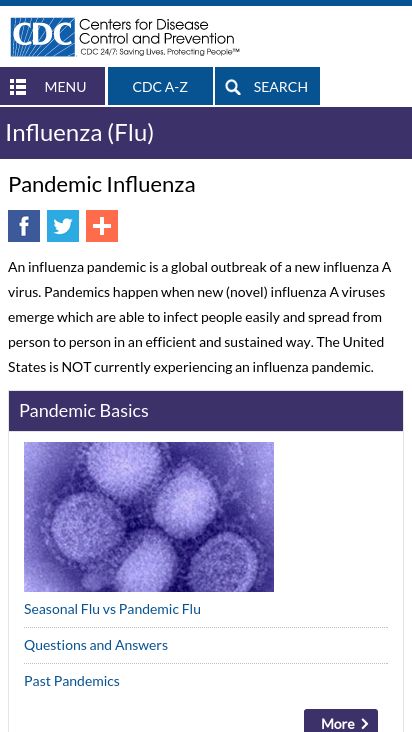 CDC
Centers for Disease
Control and Prevention
CDC 24/7: Saving Lives, Protecting People™
MENU
CDC A-Z
SEARCH
Influenza (Flu)
Pandemic Influenza
An influenza pandemic is a global outbreak of a new influenza A
virus. Pandemics happen when new (novel) influenza A viruses
emerge which are able to infect people easily and spread from
person to person in an efficient and sustained way. The United
States is NOT currently experiencing an influenza pandemic.
Pandemic Basics
Seasonal Flu vs Pandemic Flu
Questions and Answers
Past Pandemics
More